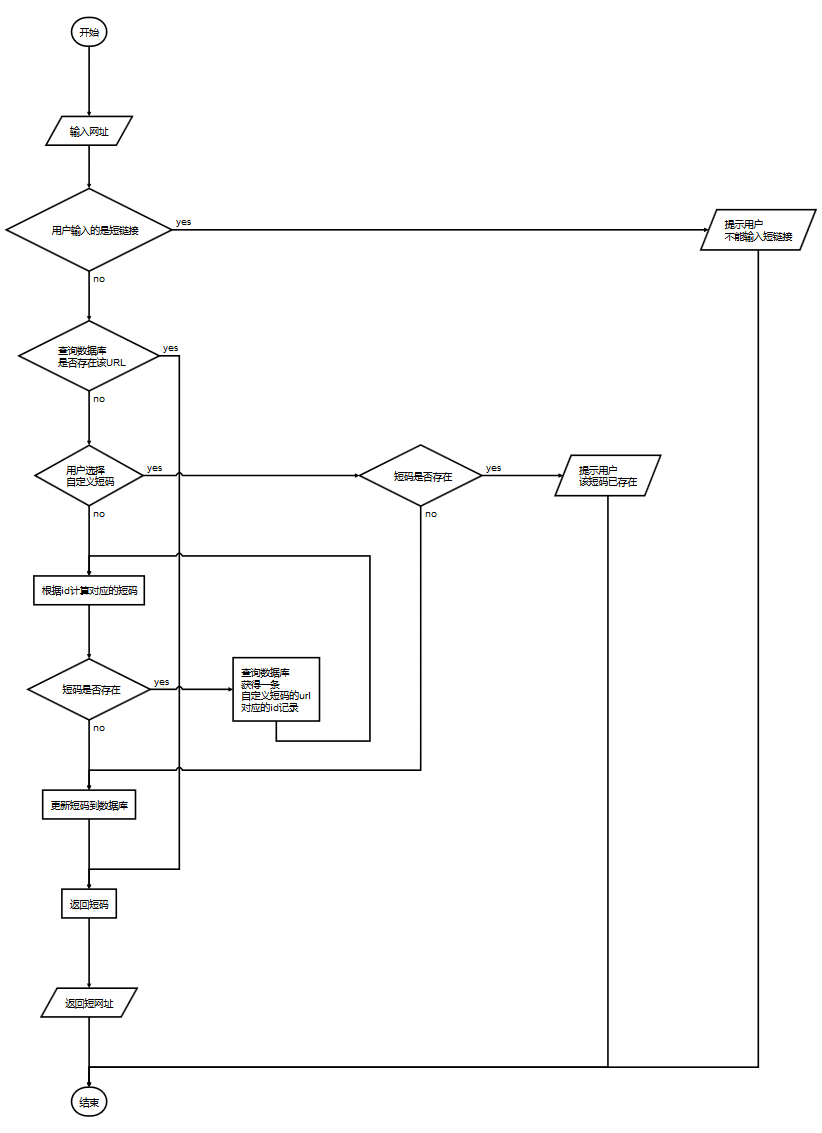 开始
输入网址
用户输入的是短链接
yes
提示用户
不能输入短链接
no
查询数据库
是否存在该URL
yes
no
用户选择
自定义短码
yes
短码是否存在
yes
提示用户
该短码已存在
no
no
根据id计算对应的短码
短码是否存在
yes
查询数据库
获得一条
自定义短码的url
对应的id记录
no
更新短码到数据库
返回短码
返回短网址
结束